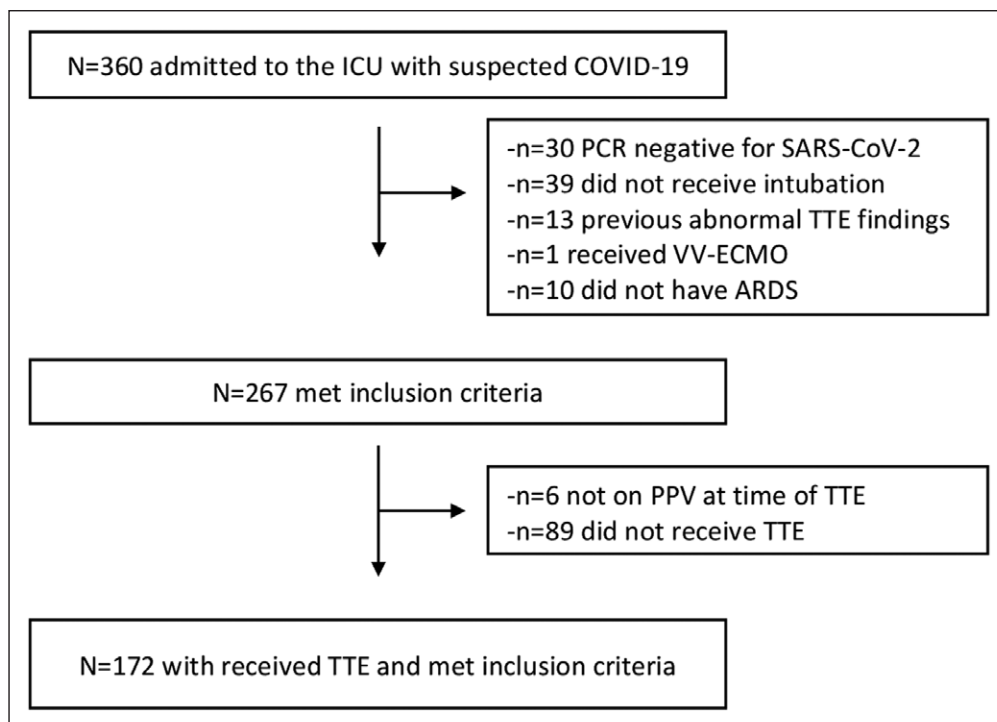 N=360 admitted to the ICU with suspected COVID-19
-n=30 PCR negative for SARS-CoV-2
-n=39 did not receive intubation
-n=13 previous abnormal TTE findings
-n=1 received VV-ECMO
-n=10 did not have ARDS
N=267 met inclusion criteria
-n=6 not on PPV at time of TTE
-n=89 did not receive TTE
N=172 with received TTE and met inclusion criteria